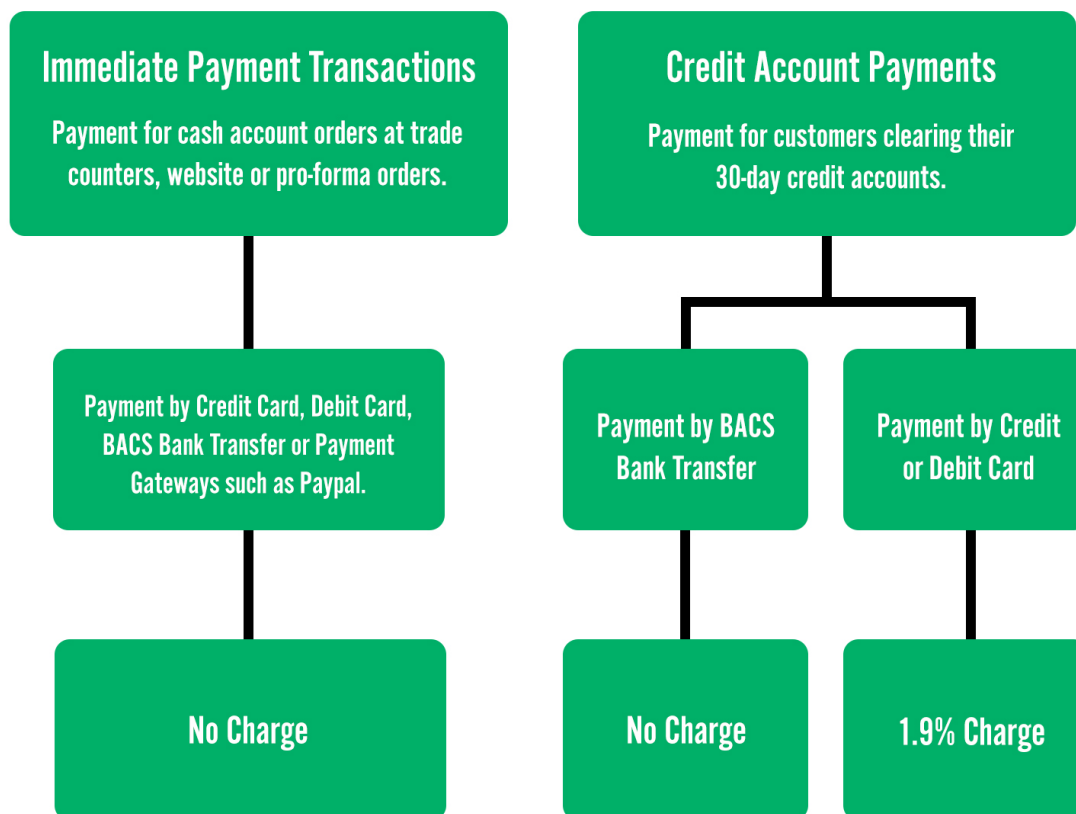 Immediate Payment Transactions
Payment for cash account orders at trade
counters, website or pro-forma orders.
Payment by Credit Card, Debit Card,
BACS Bank Transfer or Payment
Gateways such as Paypal.
No Charge
Credit Account Payments
Payment for customers clearing their
30-day credit accounts.
Payment by BACS
Bank Transfer
No Charge
Payment by Credit
or Debit Card
1.9% Charge